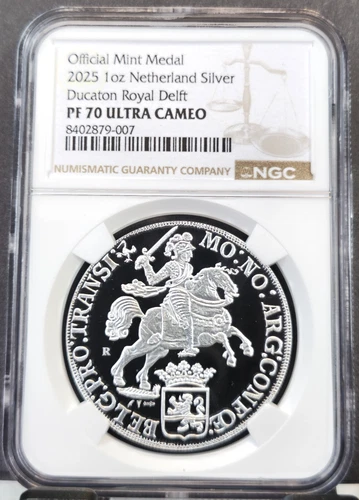 Official Mint Medal
2025 1oz Netherland Silver
Ducaton Royal Delft
PF 70 ULTRA CAMEO
8402879-007
NUMISMATIC GUARANTY COMPANY
NGC
MO:NO:ARG:CONFOE:
BELG:PRO:TRANSI:
R